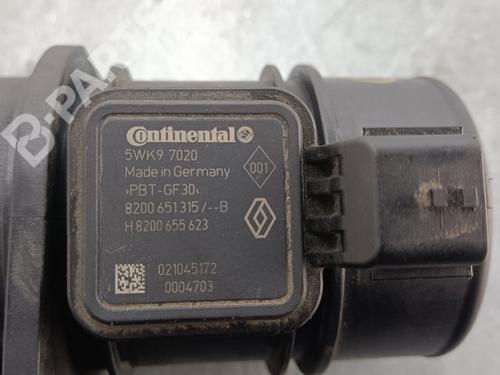 B-PARTS
Continental
5WK9 7020
Made in Germany
001
›PBT-GF30‹
8200 651 315 /--B
H 8200 655 623
021045172
0004703